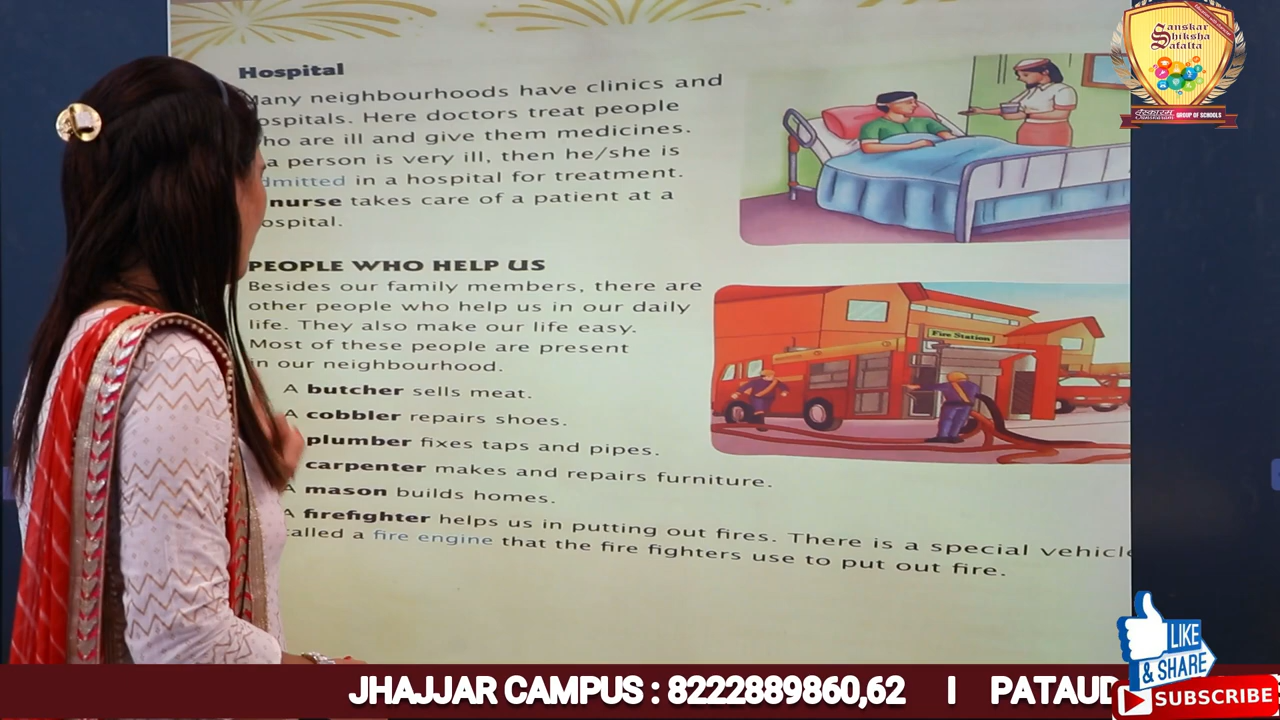 Hospital
Many neighbourhoods have clinics and
ospitals. Here doctors treat people
who are ill and give them medicines.
a person is very ill, then he/she is
dmitted in a hospital for treatment.
nurse takes care of a patient at a
ospital.
PEOPLE WHO HELP US
Besides our family members, there are
other people who help us in our daily
life. They also make our life easy.
Most of these people are present
in our neighbourhood.
A butcher sells meat.
A cobbler repairs shoes.
plumber fixes taps and pipes.
carpenter makes and repairs furniture.
A mason builds homes.
A firefighter helps us in putting out fires. There is a special vehicle
called a fire engine that the fire fighters use to put out fire.
Fire Station
Sanskar
Shiksha
Safalta
GROUP OF SCHOOLS
LIKE
& SHARE
SUBSCRIBE
JHAJJAR CAMPUS : 8222889860,62 | PATAUD